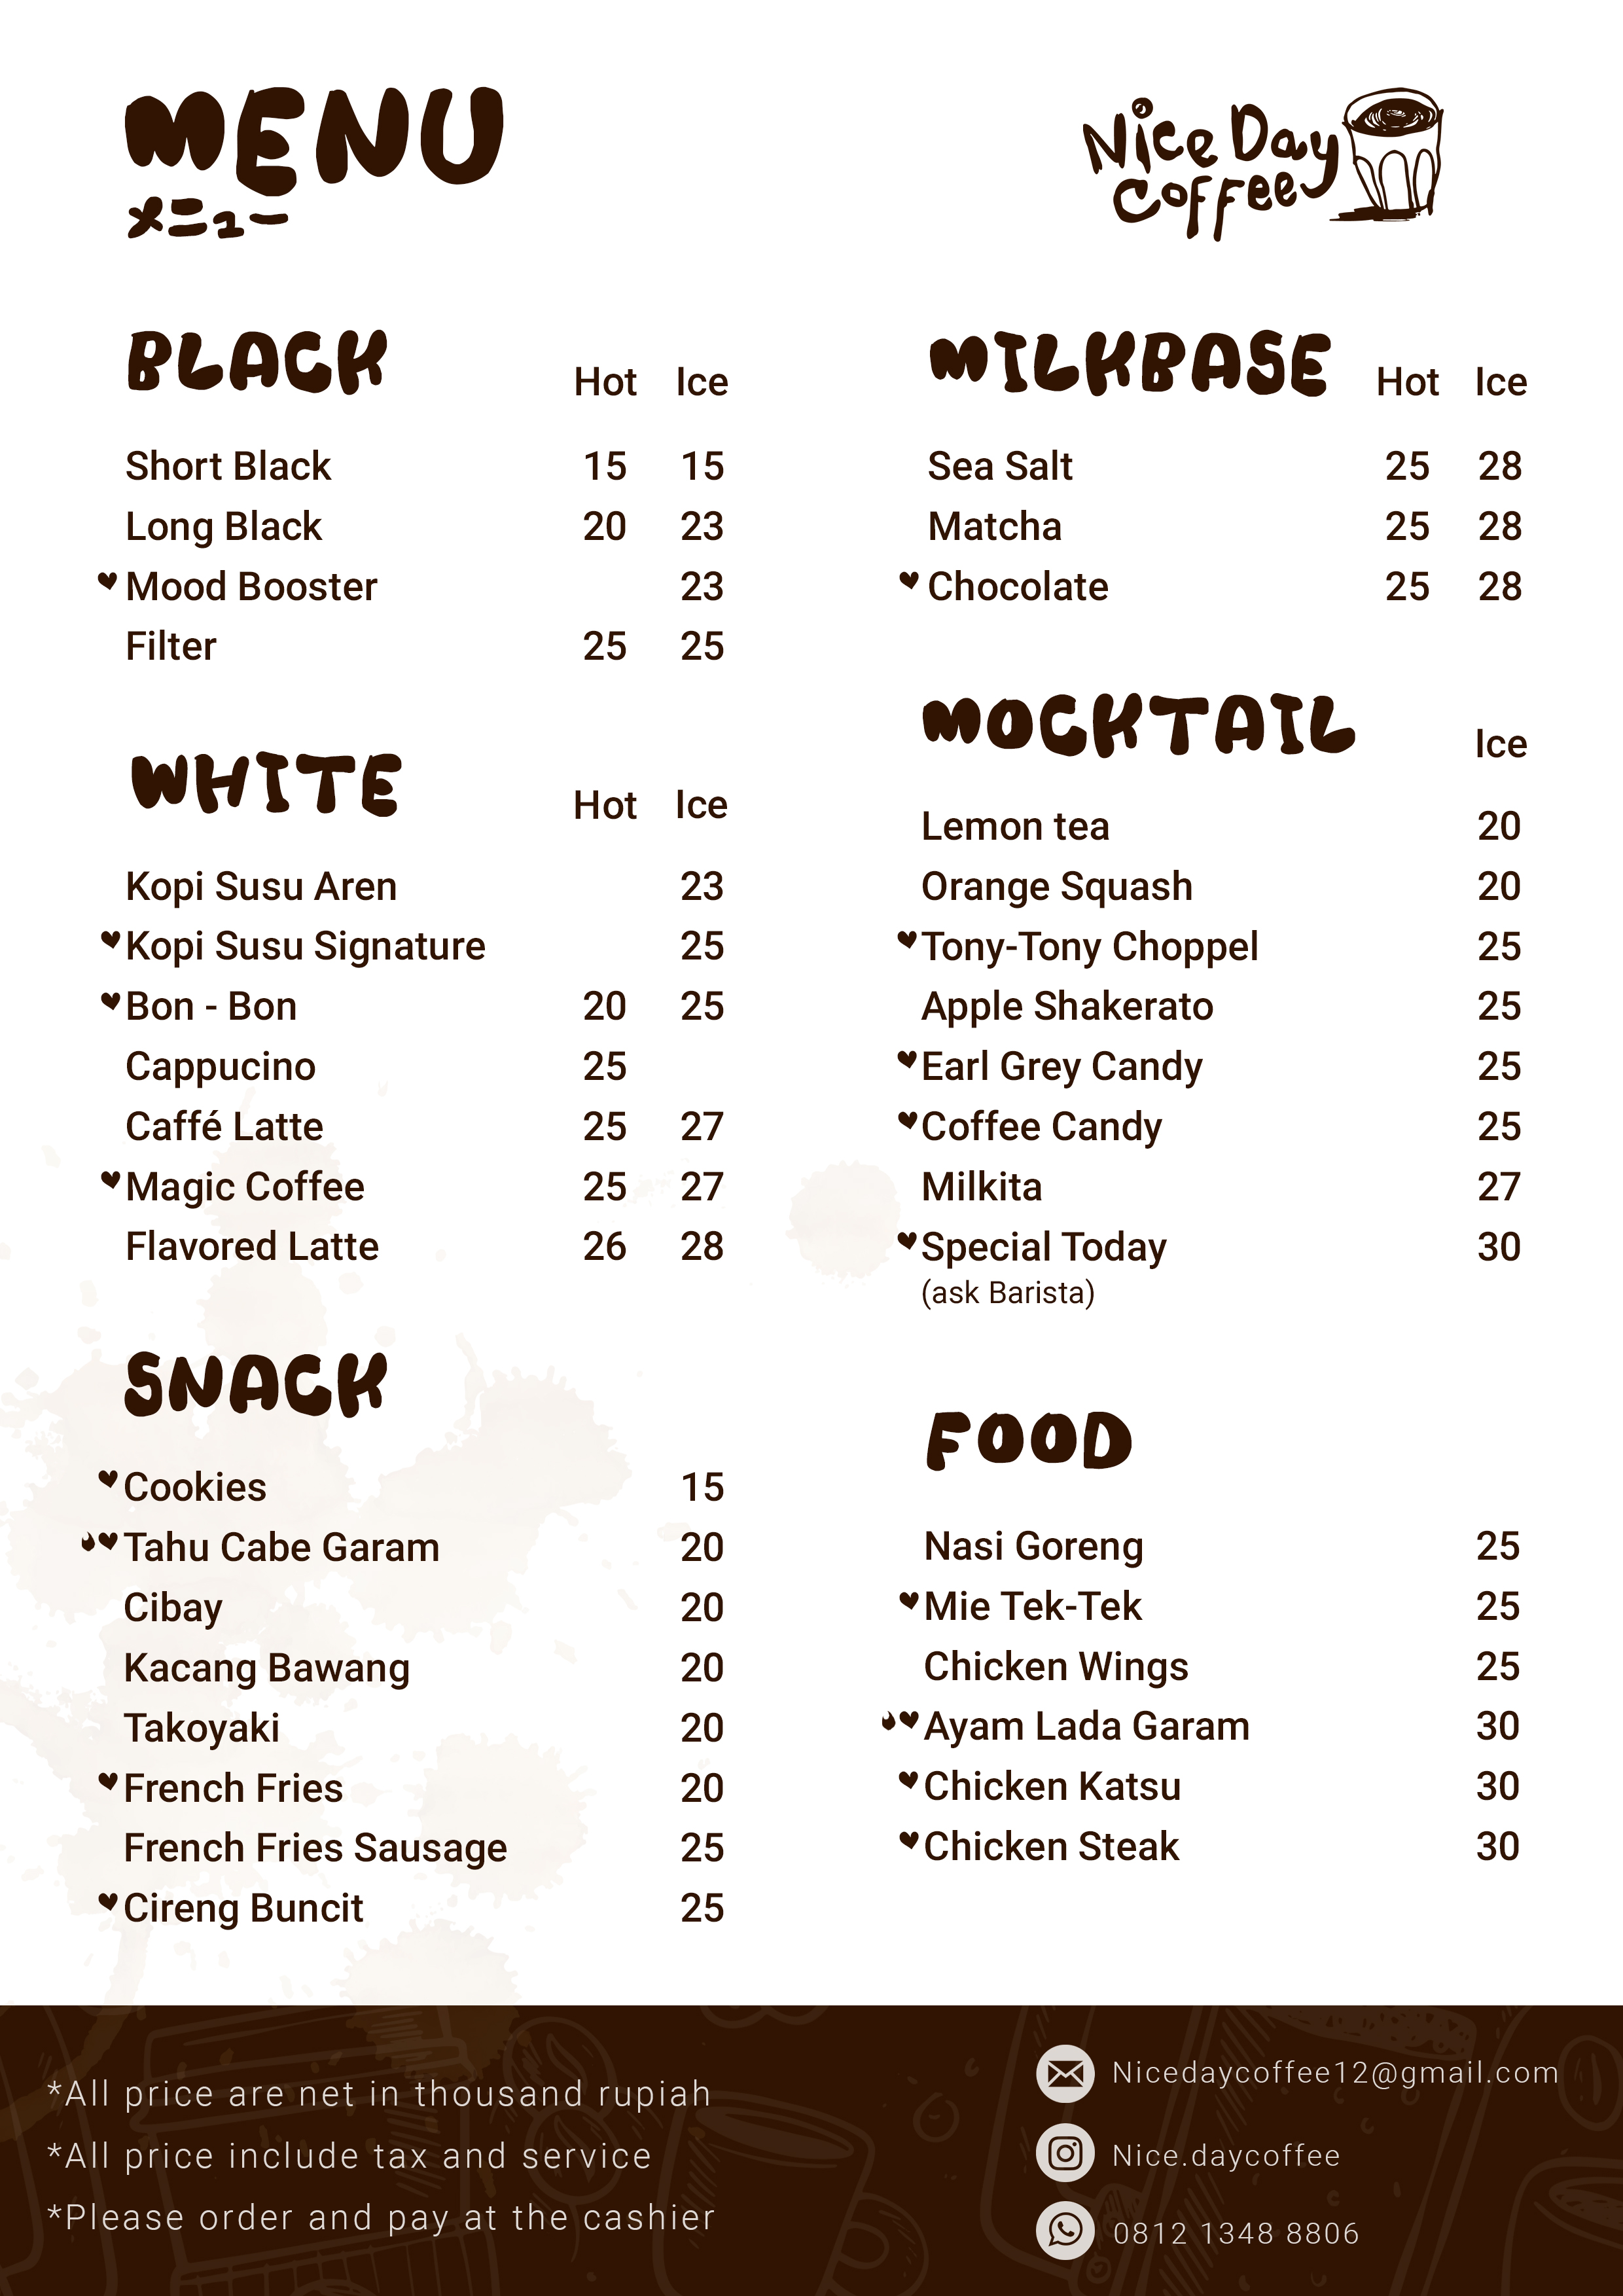 MENU
メニュー
Nice Day
Coffee
BLACK Hot Ice
Short Black 15 15
Long Black 20 23
Mood Booster 23
Filter 25 25
WHITE Hot Ice
Kopi Susu Aren 23
Kopi Susu Signature 25
Bon - Bon 20 25
Cappucino 25
Caffé Latte 25 27
Magic Coffee 25 27
Flavored Latte 26 28
SNACK
Cookies 15
Tahu Cabe Garam 20
Cibay 20
Kacang Bawang 20
Takoyaki 20
French Fries 20
French Fries Sausage 25
Cireng Buncit 25
MILKBASE Hot Ice
Sea Salt 25 28
Matcha 25 28
Chocolate 25 28
MOCKTAIL Ice
Lemon tea 20
Orange Squash 20
Tony-Tony Choppel 25
Apple Shakerato 25
Earl Grey Candy 25
Coffee Candy 25
Milkita 27
Special Today 30
(ask Barista)
FOOD
Nasi Goreng 25
Mie Tek-Tek 25
Chicken Wings 25
Ayam Lada Garam 30
Chicken Katsu 30
Chicken Steak 30
*All price are net in thousand rupiah
*All price include tax and service
*Please order and pay at the cashier
Nicedaycoffee12@gmail.com
Nice.daycoffee
0812 1348 8806